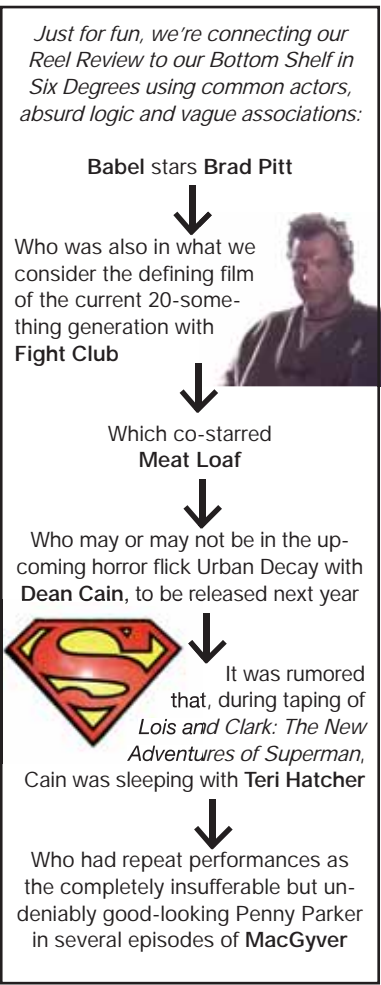 Just for fun, we're connecting our
Reel Review to our Bottom Shelf in
Six Degrees using common actors,
absurd logic and vague associations:
Babel stars Brad Pitt
Who was also in what we
consider the defining film
of the current 20-some-
thing generation with
Fight Club
Which co-starred
Meat Loaf
Who may or may not be in the up-
coming horror flick Urban Decay with
Dean Cain, to be released next year
S
It was rumored
that, during taping of
Lois and Clark: The New
Adventures of Superman,
Cain was sleeping with Teri Hatcher
Who had repeat performances as
the completely insufferable but un-
deniably good-looking Penny Parker
in several episodes of MacGyver